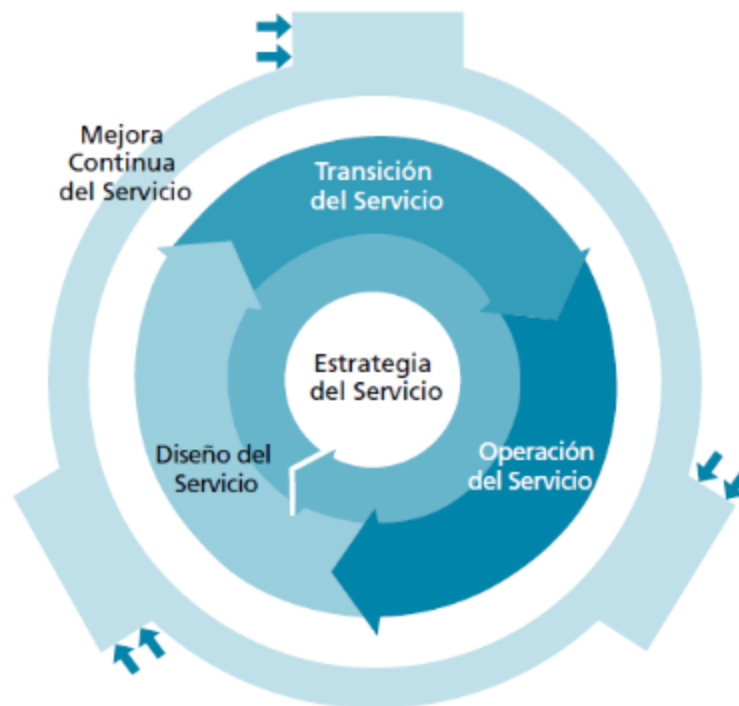 Mejora
Continua
del Servicio
Transición
del Servicio
Estrategia
del Servicio
Diseño del
Servicio
Operación
del Servicio